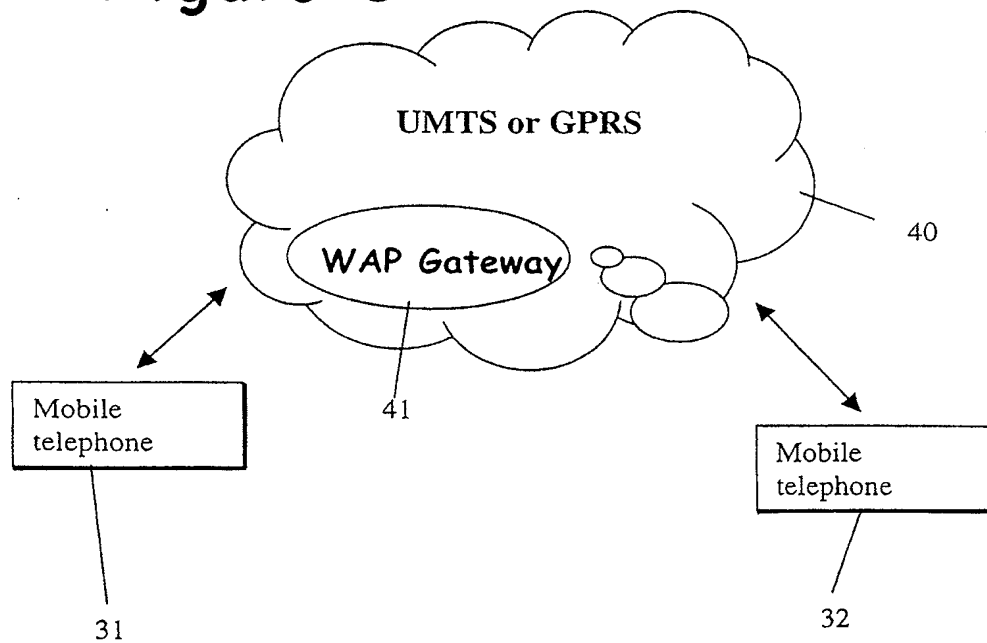 UMTS or GPRS
40
WAP Gateway
41
Mobile
telephone
Mobile
telephone
31
32